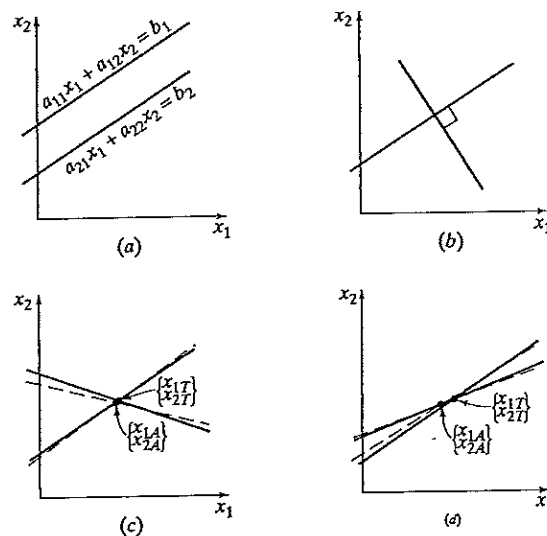 x₂
a₁₁x₁ + a₁₂x₂ = b₁
a₂₁x₁ + a₂₂x₂ = b₂
x₁
(a)
x₂
x₁
(b)
x₂
{x₁T
x₂T}
{x₁A
x₂A}
x₁
(c)
x₂
{x₁T
x₂T}
{x₁A
x₂A}
x
(d)